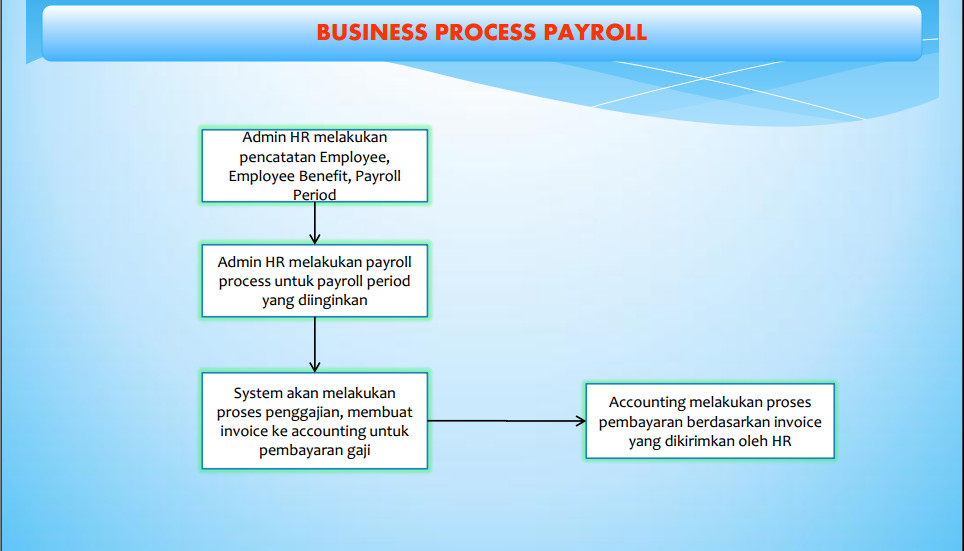 BUSINESS PROCESS PAYROLL
Admin HR melakukan
pencatatan Employee,
Employee Benefit, Payroll
Period
Admin HR melakukan payroll
process untuk payroll period
yang diinginkan
System akan melakukan
proses penggajian, membuat
invoice ke accounting untuk
pembayaran gaji
Accounting melakukan proses
pembayaran berdasarkan invoice
yang dikirimkan oleh HR